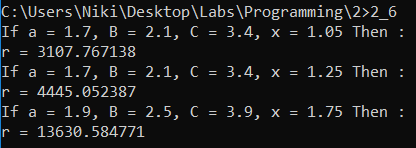 C:\Users\Niki\Desktop\Labs\Programming\2>2_6
If a = 1.7, B = 2.1, C = 3.4, x = 1.05 Then :
r = 3107.767138
If a = 1.7, B = 2.1, C = 3.4, x = 1.25 Then :
r = 4445.052387
If a = 1.9, B = 2.5, C = 3.9, x = 1.75 Then :
r = 13630.584771